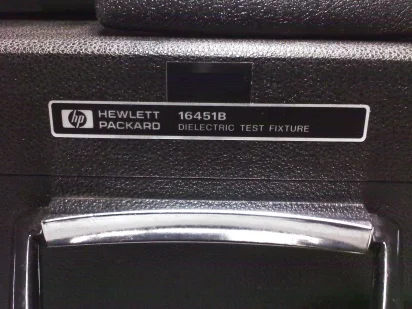 hp HEWLETT PACKARD
16451B
DIELECTRIC TEST FIXTURE